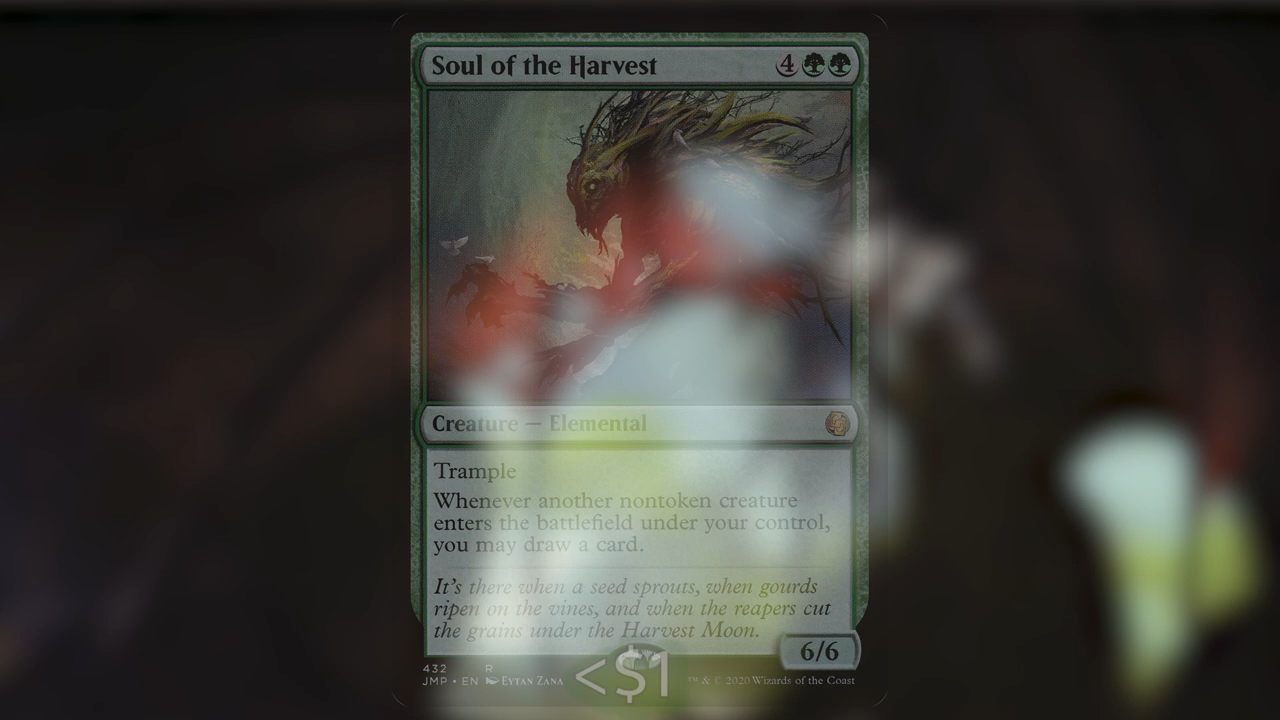 Soul of the Harvest 4
Creature — Elemental
Trample
Whenever another nontoken creature
enters the battlefield under your control,
you may draw a card.
It's there when a seed sprouts, when gourds
ripen on the vines, and when the reapers cut
the grains under the Harvest Moon.
6/6
432 R
JMP • EN Eytan Zana
<$1
™ & © 2020 Wizards of the Coast